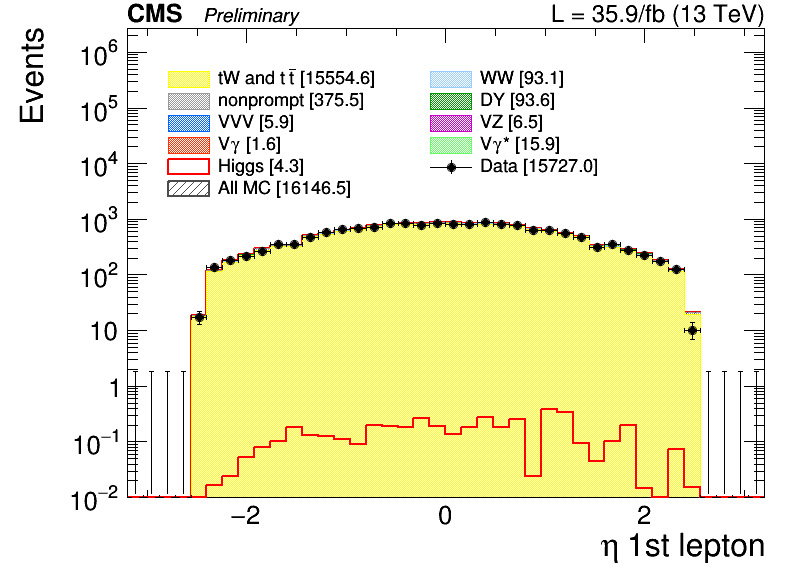 CMS Preliminary L = 35.9/fb (13 TeV)
Events
10⁶
10⁵
10⁴
10³
10²
10
1
10⁻¹
10⁻²
tW and t t̄ [15554.6] WW [93.1]
nonprompt [375.5] DY [93.6]
VVV [5.9] VZ [6.5]
Vγ [1.6] Vγ* [15.9]
Higgs [4.3] Data [15727.0]
All MC [16146.5]
−2 0 2
η 1st lepton